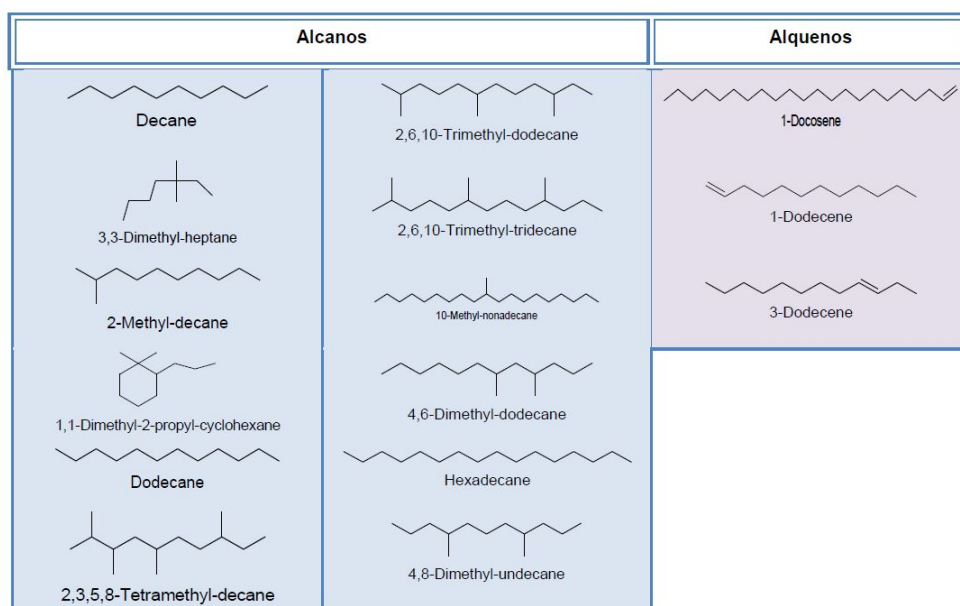 Alcanos
Alquenos
Decane
2,6,10-Trimethyl-dodecane
1-Docosene
3,3-Dimethyl-heptane
2,6,10-Trimethyl-tridecane
1-Dodecene
2-Methyl-decane
10-Methyl-nonadecane
3-Dodecene
1,1-Dimethyl-2-propyl-cyclohexane
4,6-Dimethyl-dodecane
Dodecane
Hexadecane
2,3,5,8-Tetramethyl-decane
4,8-Dimethyl-undecane